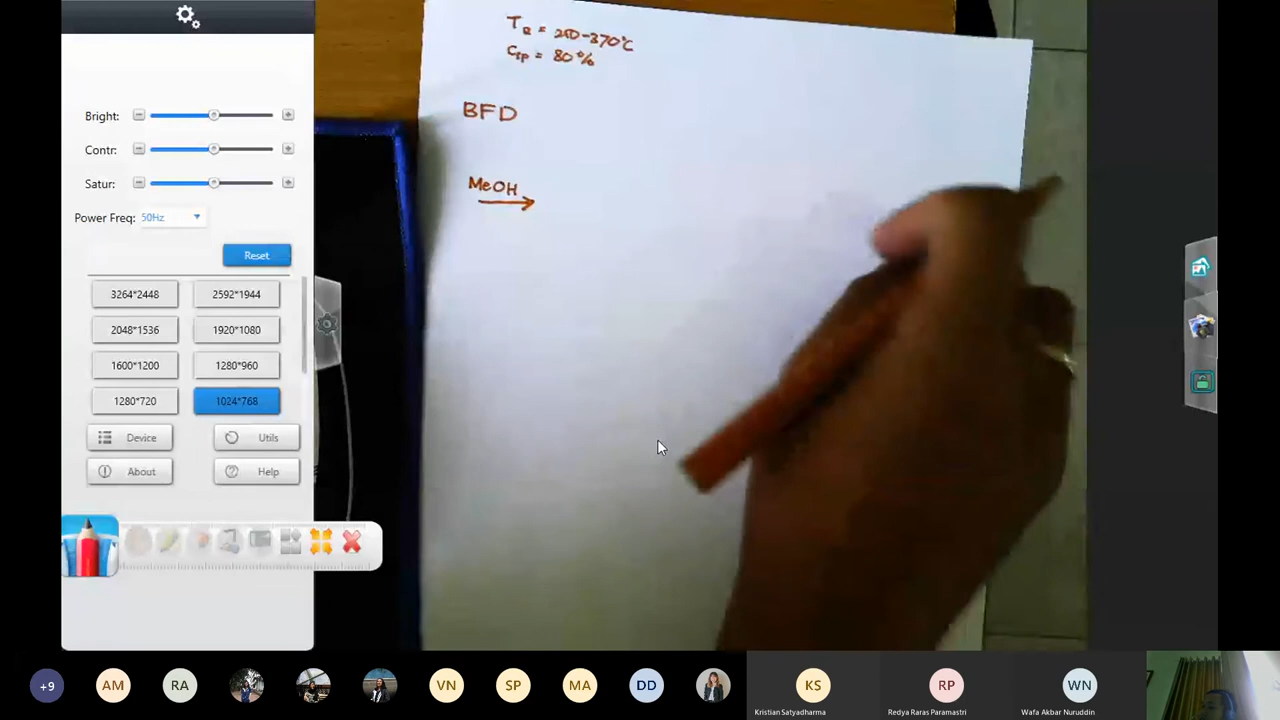 T_R = 250-370°C
C_sp = 80%
BFD
MeOH
Bright:
Contr:
Satur:
Power Freq: 50Hz
Reset
3264*2448 2592*1944
2048*1536 1920*1080
1600*1200 1280*960
1280*720 1024*768
Device Utils
About Help
+9 AM RA VN SP MA DD KS RP WN
Kristian Satyadharma Redya Raras Paramastri Wafa Akbar Nuruddin